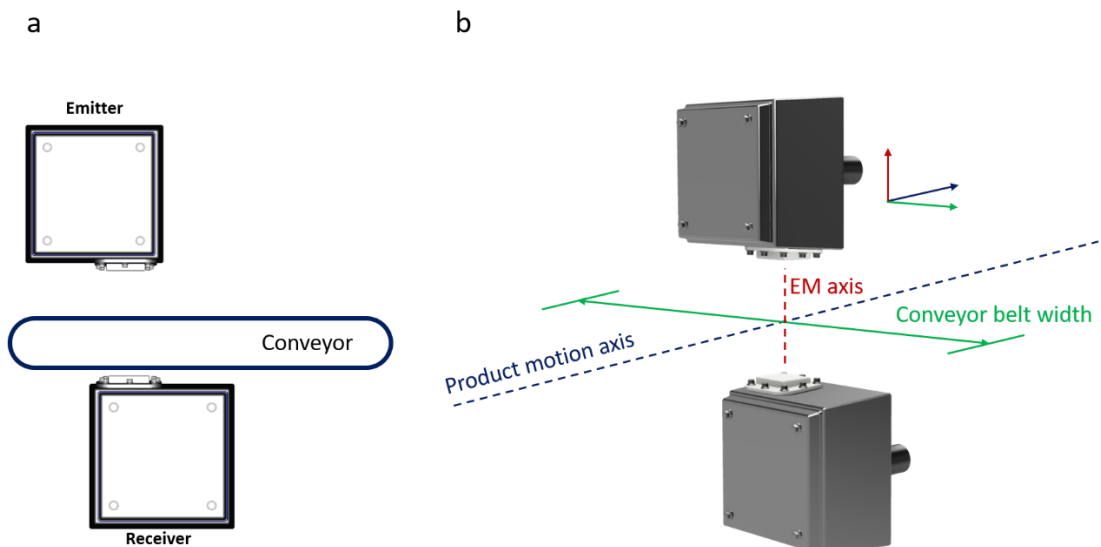 a
Emitter
Conveyor
Receiver
b
EM axis
Conveyor belt width
Product motion axis